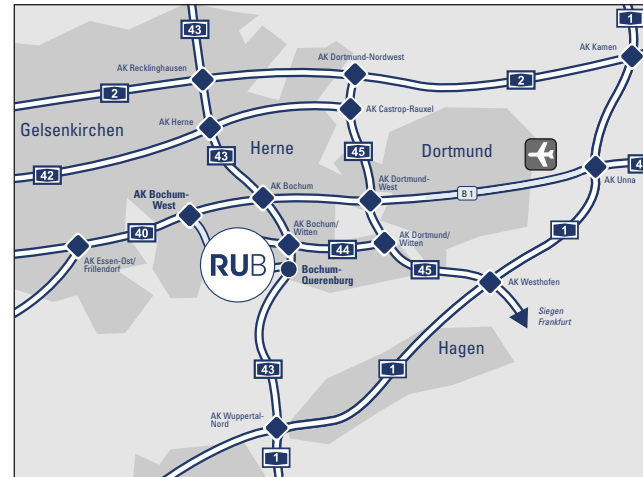 1
43
AK Kamen
AK Dortmund-Nordwest
AK Recklinghausen
2
2
Gelsenkirchen
AK Herne
AK Castrop-Rauxel
Herne
43
45
Dortmund
42
AK Unna
4
AK Bochum
AK Dortmund-
West
B 1
AK Bochum-
West
40
AK Bochum/
Witten
44
AK Dortmund/
Witten
1
AK Essen-Ost/
Frillendorf
RUB
Bochum-
Querenburg
45
AK Westhofen
Siegen
Frankfurt
Hagen
43
1
AK Wuppertal-
Nord
1